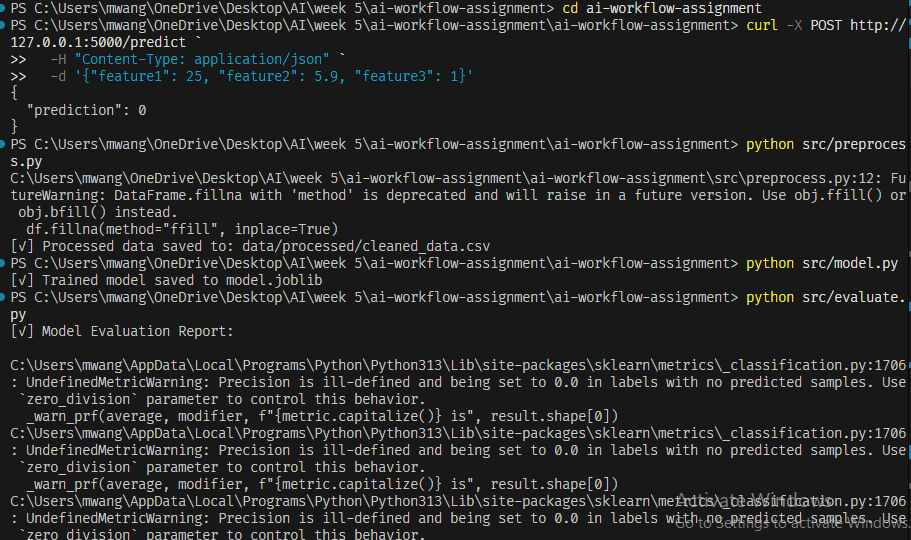 PS C:\Users\mwang\OneDrive\Desktop\AI\week 5\ai-workflow-assignment> cd ai-workflow-assignment
PS C:\Users\mwang\OneDrive\Desktop\AI\week 5\ai-workflow-assignment\ai-workflow-assignment> curl -X POST http://
127.0.0.1:5000/predict `
>>   -H "Content-Type: application/json" `
>>   -d '{"feature1": 25, "feature2": 5.9, "feature3": 1}'
{
  "prediction": 0
}
PS C:\Users\mwang\OneDrive\Desktop\AI\week 5\ai-workflow-assignment\ai-workflow-assignment> python src/preproces
s.py
C:\Users\mwang\OneDrive\Desktop\AI\week 5\ai-workflow-assignment\ai-workflow-assignment\src\preprocess.py:12: Fu
tureWarning: DataFrame.fillna with 'method' is deprecated and will raise in a future version. Use obj.ffill() or
 obj.bfill() instead.
  df.fillna(method="ffill", inplace=True)
[√] Processed data saved to: data/processed/cleaned_data.csv
PS C:\Users\mwang\OneDrive\Desktop\AI\week 5\ai-workflow-assignment\ai-workflow-assignment> python src/model.py
[√] Trained model saved to model.joblib
PS C:\Users\mwang\OneDrive\Desktop\AI\week 5\ai-workflow-assignment\ai-workflow-assignment> python src/evaluate.
py
[√] Model Evaluation Report:
C:\Users\mwang\AppData\Local\Programs\Python\Python313\Lib\site-packages\sklearn\metrics\_classification.py:1706
: UndefinedMetricWarning: Precision is ill-defined and being set to 0.0 in labels with no predicted samples. Use
 `zero_division` parameter to control this behavior.
  _warn_prf(average, modifier, f"{metric.capitalize()} is", result.shape[0])
C:\Users\mwang\AppData\Local\Programs\Python\Python313\Lib\site-packages\sklearn\metrics\_classification.py:1706
: UndefinedMetricWarning: Precision is ill-defined and being set to 0.0 in labels with no predicted samples. Use
 `zero_division` parameter to control this behavior.
  _warn_prf(average, modifier, f"{metric.capitalize()} is", result.shape[0])
C:\Users\mwang\AppData\Local\Programs\Python\Python313\Lib\site-packages\sklearn\metrics\_classification.py:1706
: UndefinedMetricWarning: Precision is ill-defined and being set to 0.0 in labels with no predicted samples. Use
 `zero_division` parameter to control this behavior.
Activate Windows
Go to Settings to activate Windows.